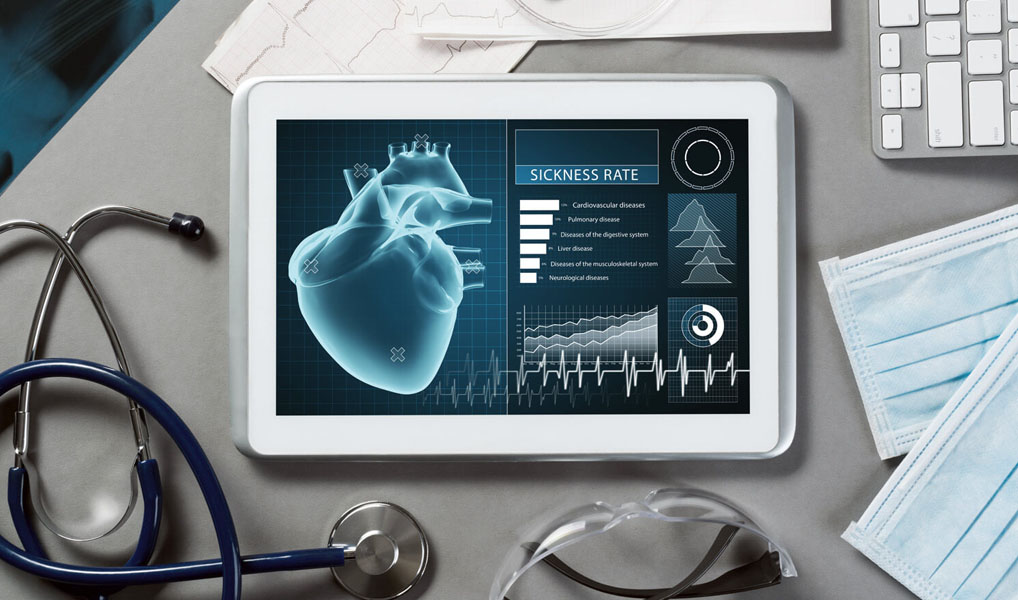 SICKNESS RATE
Cardiovascular diseases
Pulmonary disease
Diseases of the digestive system
Liver disease
Diseases of the musculoskeletal system
Neurological diseases
shift